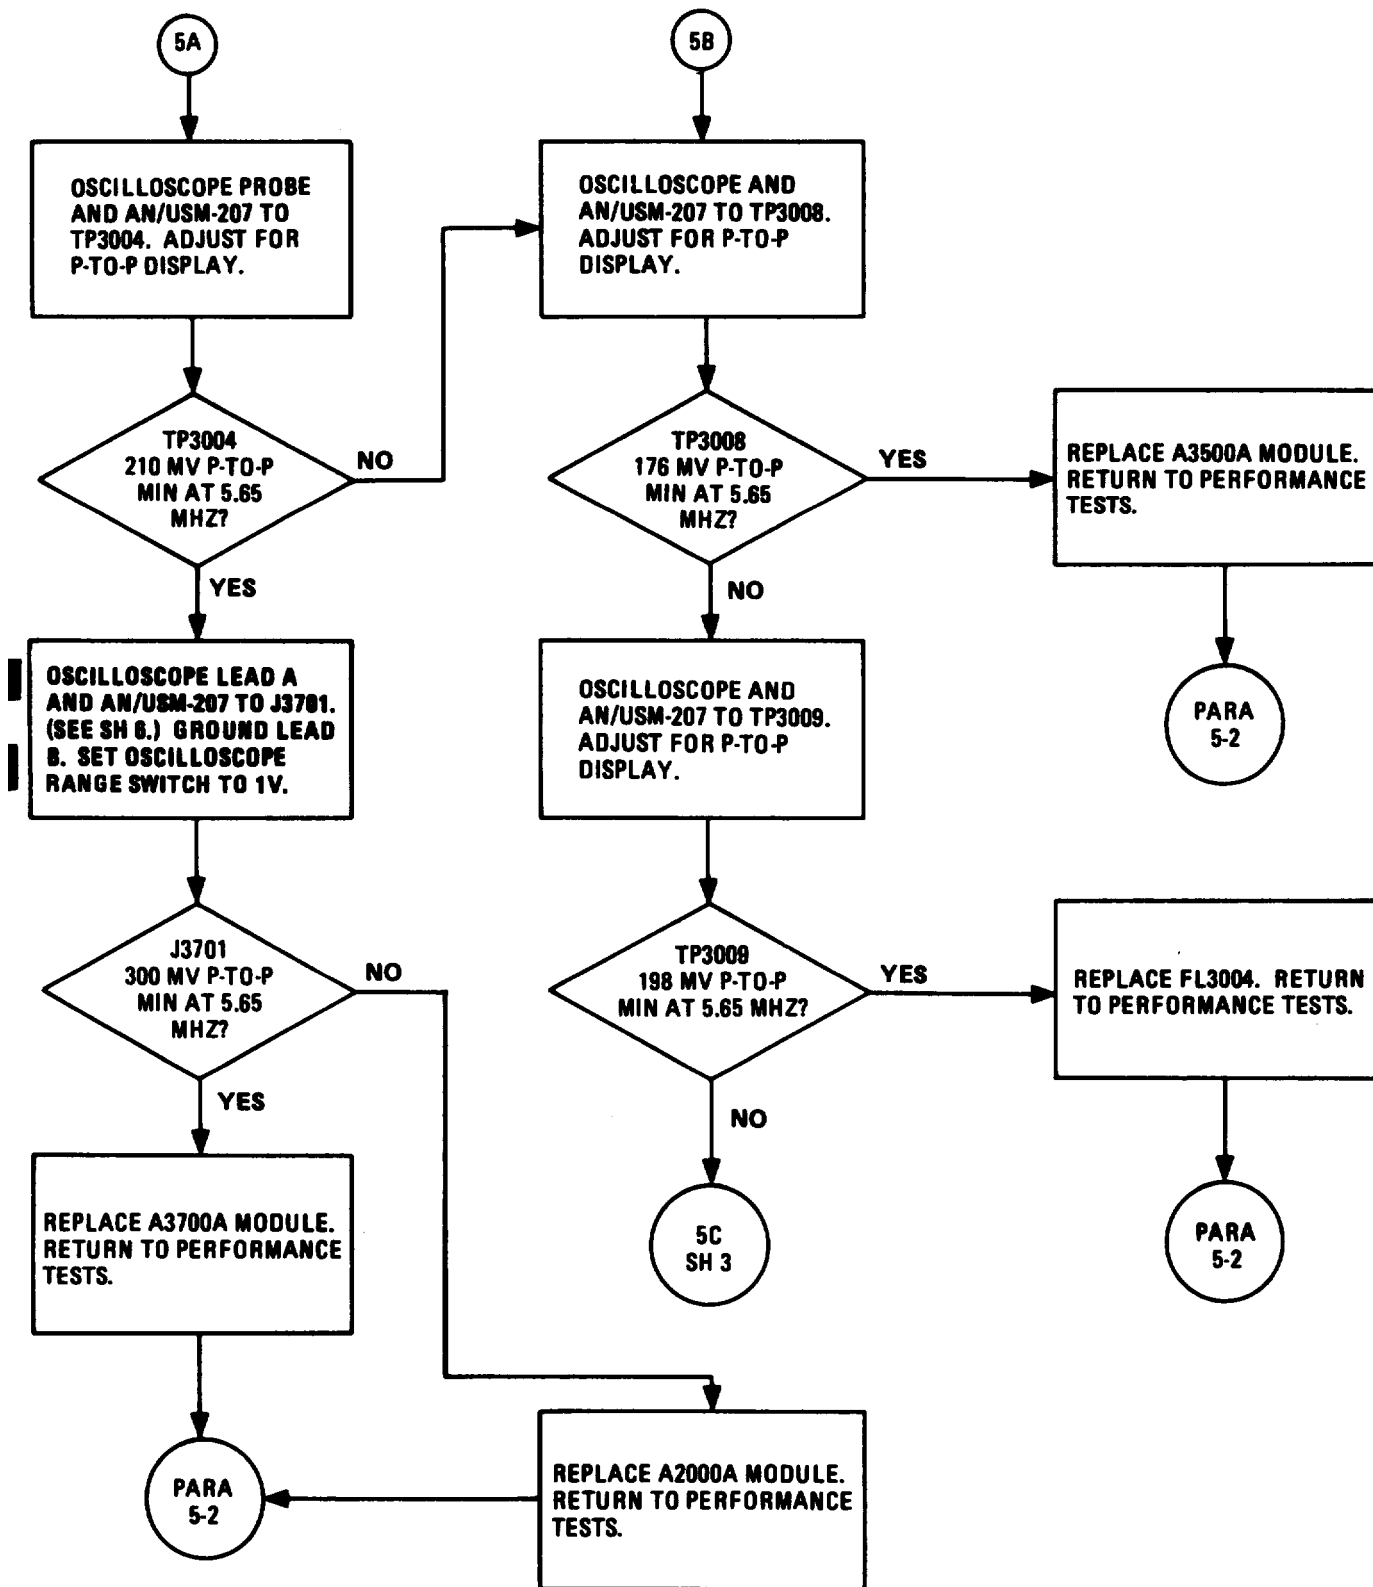 5A
OSCILLOSCOPE PROBE
AND AN/USM-207 TO
TP3004. ADJUST FOR
P-TO-P DISPLAY.
TP3004
210 MV P-TO-P
MIN AT 5.65
MHZ?
NO
YES
OSCILLOSCOPE LEAD A
AND AN/USM-207 TO J3701.
(SEE SH 6.) GROUND LEAD
B. SET OSCILLOSCOPE
RANGE SWITCH TO 1V.
J3701
300 MV P-TO-P
MIN AT 5.65
MHZ?
NO
YES
REPLACE A3700A MODULE.
RETURN TO PERFORMANCE
TESTS.
PARA
5-2
5B
OSCILLOSCOPE AND
AN/USM-207 TO TP3008.
ADJUST FOR P-TO-P
DISPLAY.
TP3008
176 MV P-TO-P
MIN AT 5.65
MHZ?
YES
NO
OSCILLOSCOPE AND
AN/USM-207 TO TP3009.
ADJUST FOR P-TO-P
DISPLAY.
TP3009
198 MV P-TO-P
MIN AT 5.65 MHZ?
YES
NO
5C
SH 3
REPLACE A2000A MODULE.
RETURN TO PERFORMANCE
TESTS.
REPLACE A3500A MODULE.
RETURN TO PERFORMANCE
TESTS.
PARA
5-2
REPLACE FL3004. RETURN
TO PERFORMANCE TESTS.
PARA
5-2